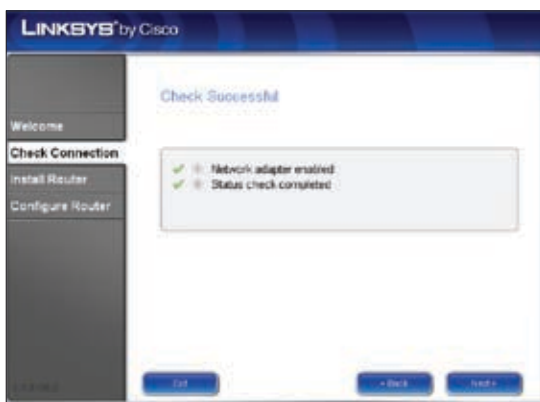 LINKSYS® by Cisco
Check Successful
Welcome
Check Connection
Install Router
Configure Router
Network adapter enabled
Status check completed
Exit
« Back
Next »